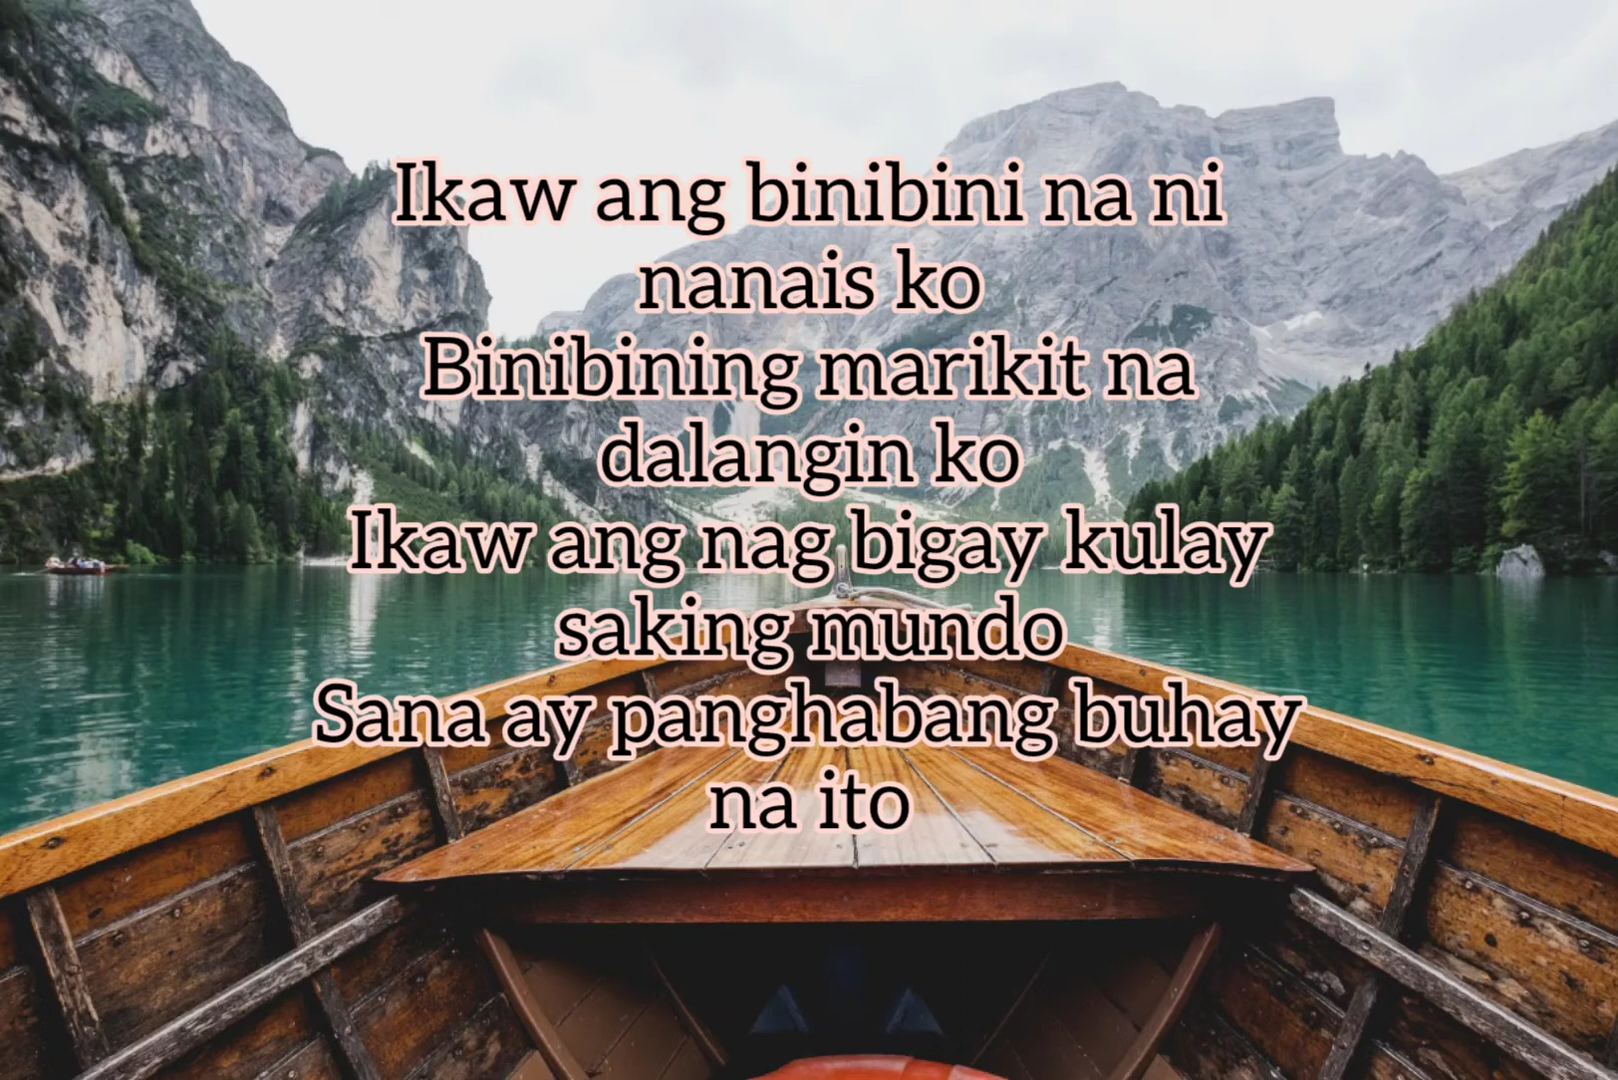 Ikaw ang binibini na ni
nanais ko
Binibining marikit na
dalangin ko
Ikaw ang nag bigay kulay
saking mundo
Sana ay panghabang buhay
na ito